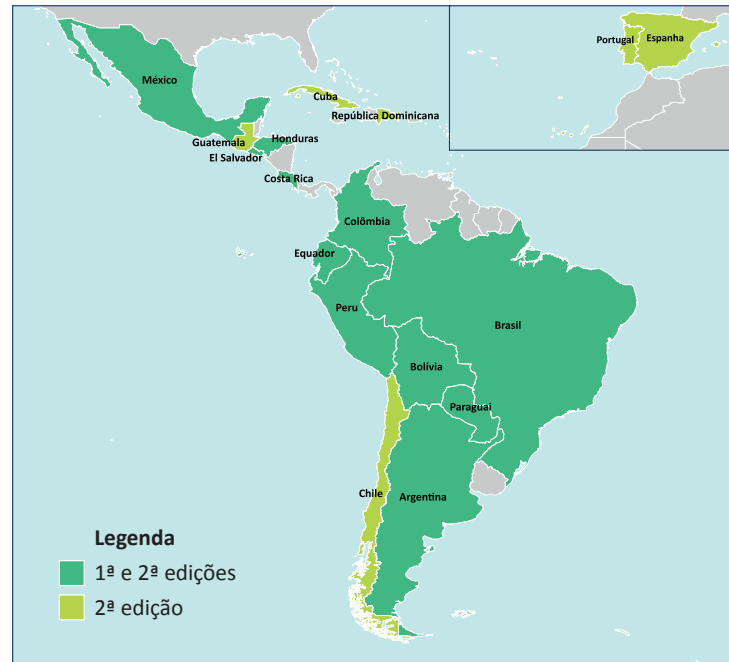 México
Cuba
República Dominicana
Guatemala
Honduras
El Salvador
Costa Rica
Portugal
Espanha
Colômbia
Equador
Peru
Brasil
Bolívia
Paraguai
Chile
Argentina
Legenda
1ª e 2ª edições
2ª edição